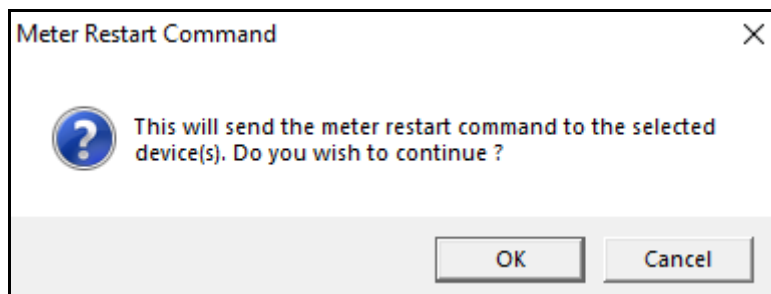 Meter Restart Command
This will send the meter restart command to the selected
device(s). Do you wish to continue ?
OK
Cancel